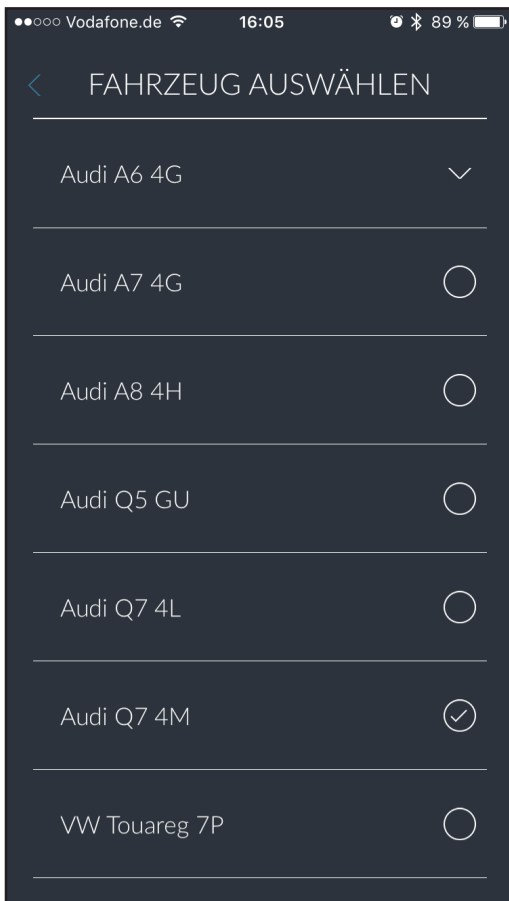 Vodafone.de 16:05 89 %
FAHRZEUG AUSWÄHLEN
Audi A6 4G
Audi A7 4G
Audi A8 4H
Audi Q5 GU
Audi Q7 4L
Audi Q7 4M
VW Touareg 7P